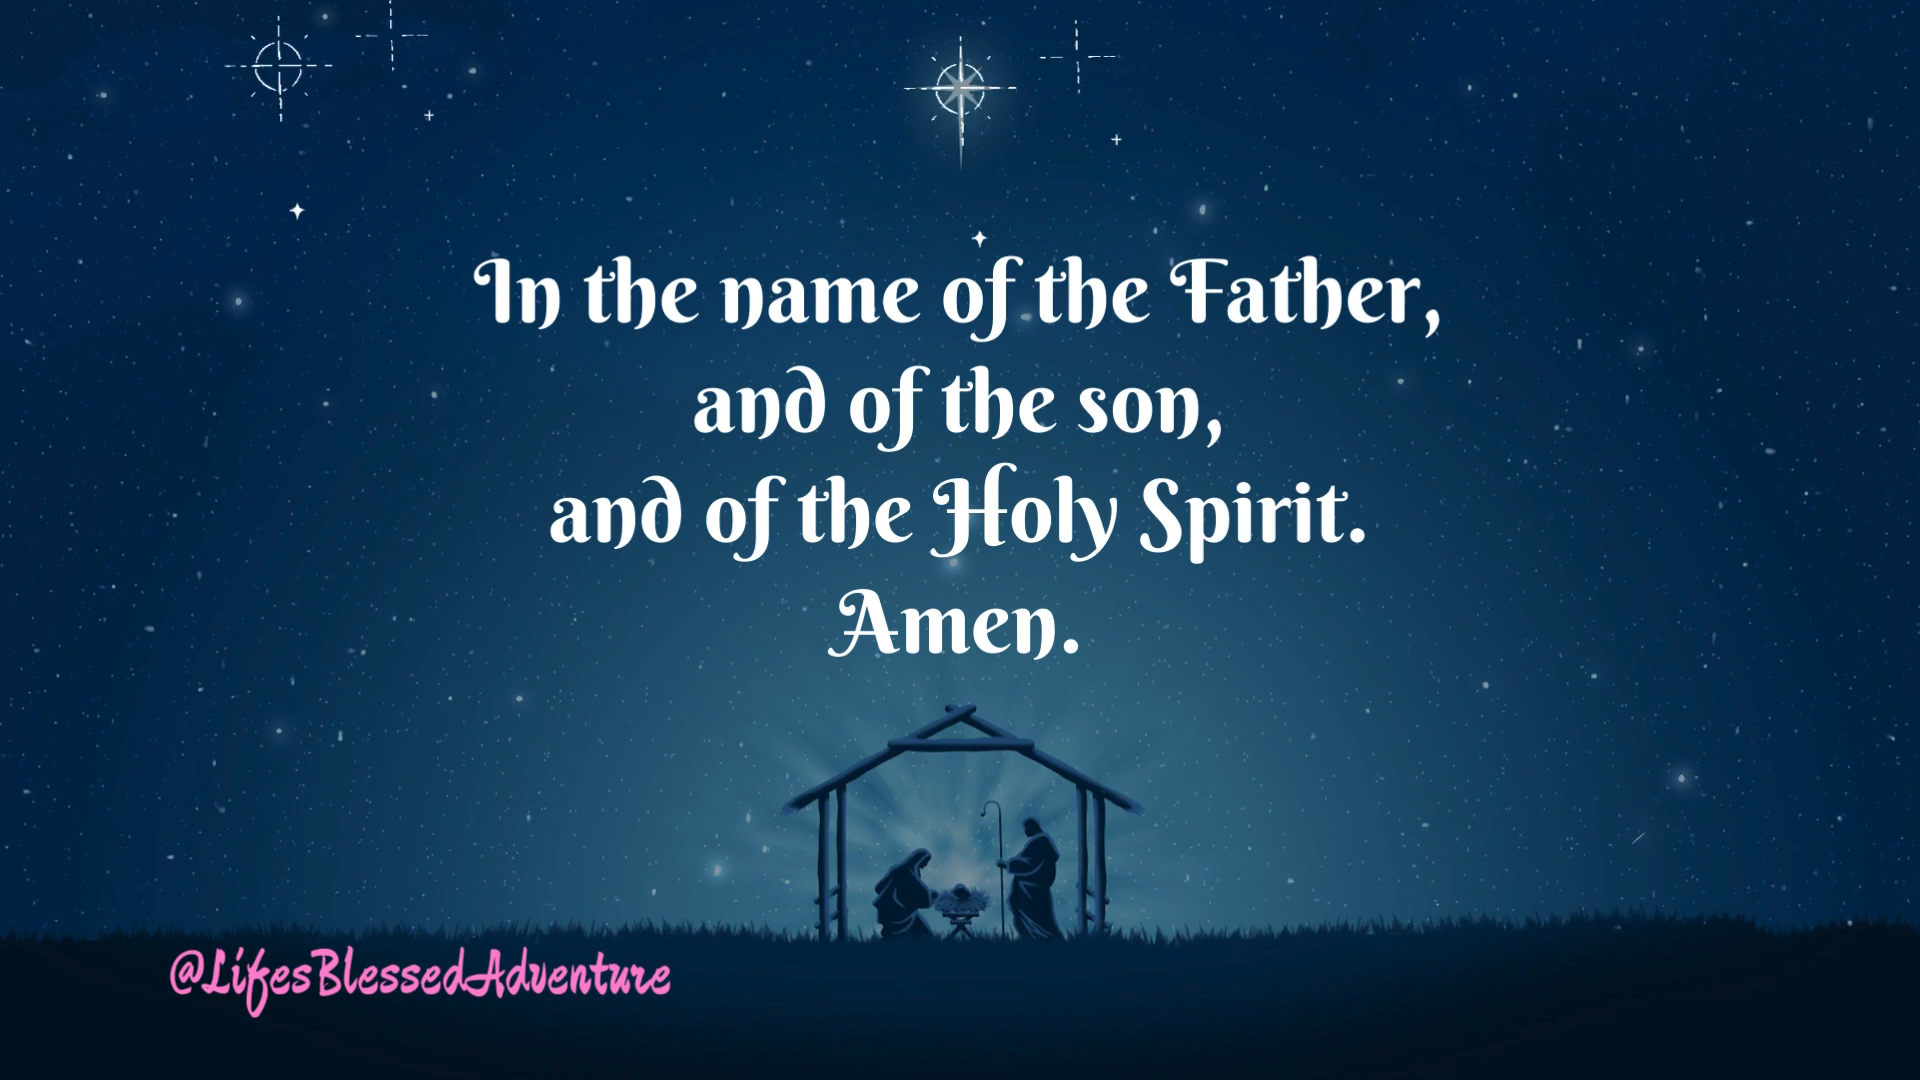 In the name of the Father,
and of the son,
and of the Holy Spirit.
Amen.
@LifesBlessedAdventure